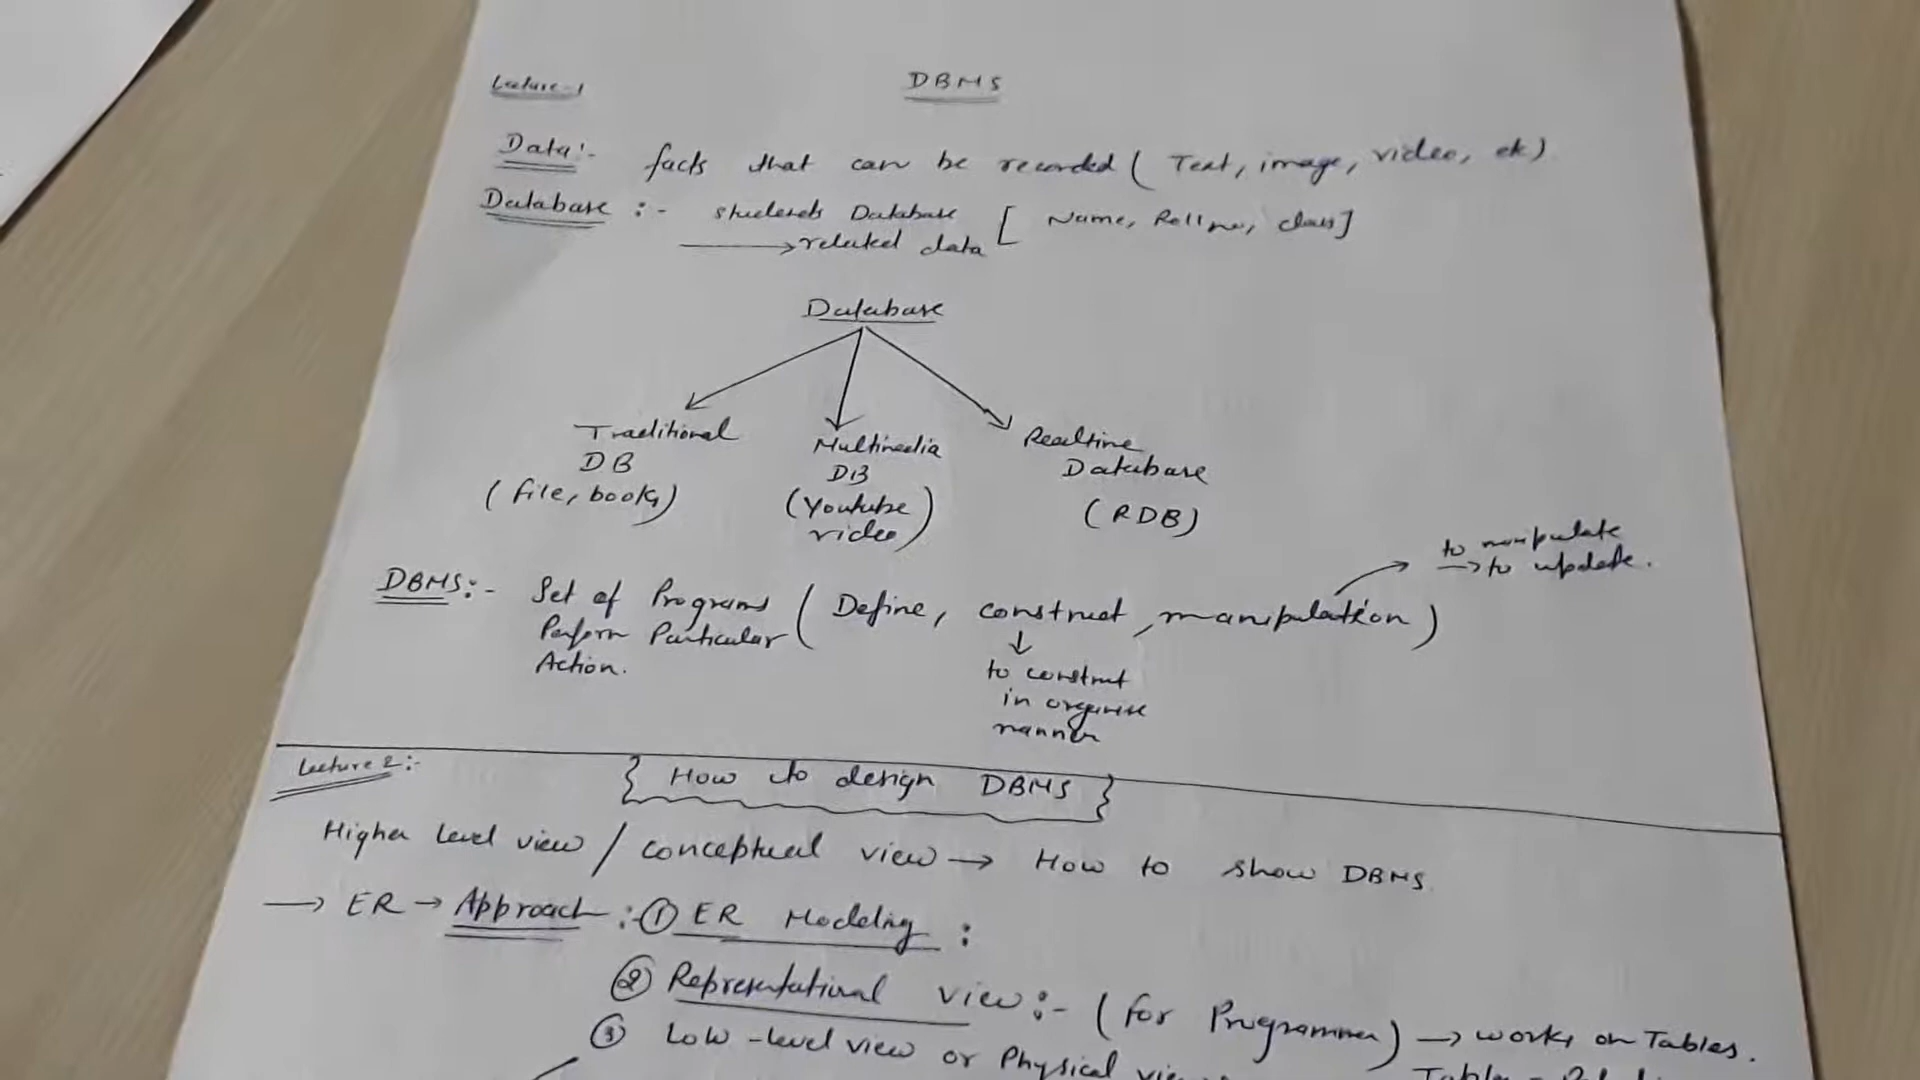 Lecture-1
DBMS
Data:- facts that can be recorded ( Text, image, video, etc)
Database :- students Database [ Name, Roll no, class]
→ related data
Database
Traditional DB (file, books)
Multimedia DB (Youtube video)
Realtime Database (RDB)
to manipulate
→ to update.
DBMS:- Set of Programs ( Define, construct, manipulation )
Perform Particular
Action.
↓
to construct
in organise
manner
Lecture 2:-
{ How to design DBMS }
Higher Level view / conceptual view → How to show DBMS
→ ER → Approach :- ① ER Modeling :
② Representational view :- (for Programmer) → works on Tables.
③ Low-level view or Physical view